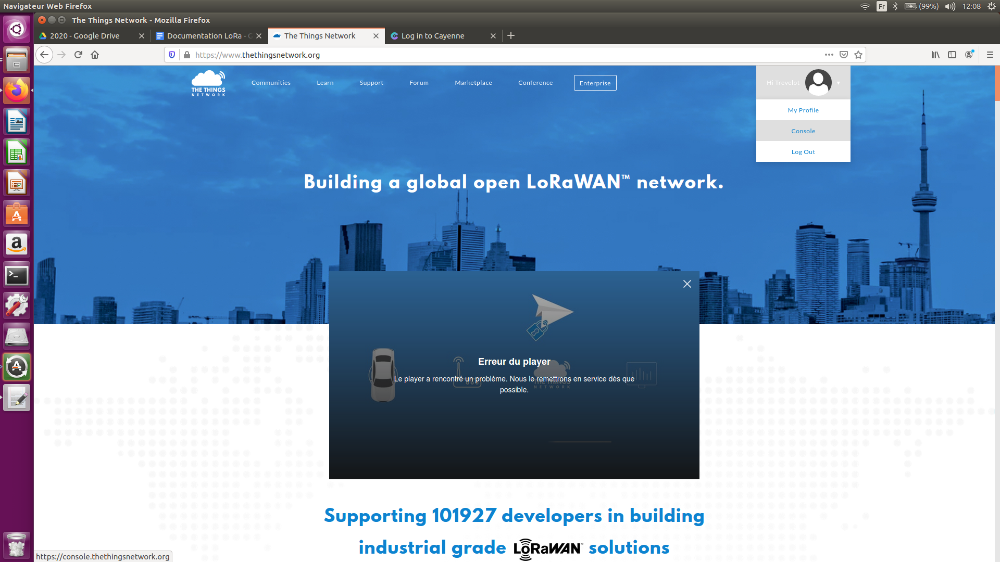 Navigateur Web Firefox
Fr
(99%)
12:08
The Things Network - Mozilla Firefox
2020 - Google Drive
Documentation LoRa - G
The Things Network
Log in to Cayenne
https://www.thethingsnetwork.org
THE THINGS
NETWORK
Communities
Learn
Support
Forum
Marketplace
Conference
Enterprise
Hi Trevelot
My Profile
Console
Log Out
Building a global open LoRaWAN™ network.
Erreur du player
Le player a rencontré un problème. Nous le remettrons en service dès que
possible.
THE THINGS
NETWORK
Supporting 101927 developers in building
industrial grade LoRaWAN™ solutions
https://console.thethingsnetwork.org